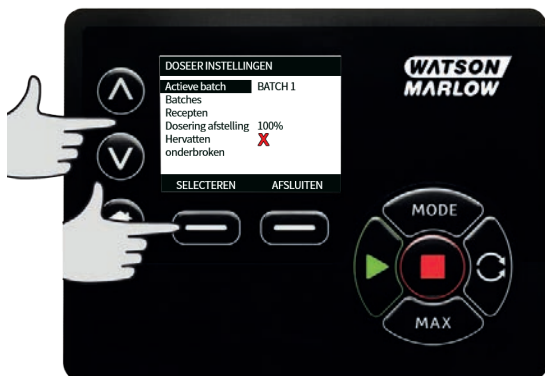 DOSEER INSTELLINGEN
Actieve batch BATCH 1
Batches
Recepten
Dosering afstelling 100%
Hervatten X
onderbroken
SELECTEREN AFSLUITEN
WATSON
MARLOW
MODE
MAX